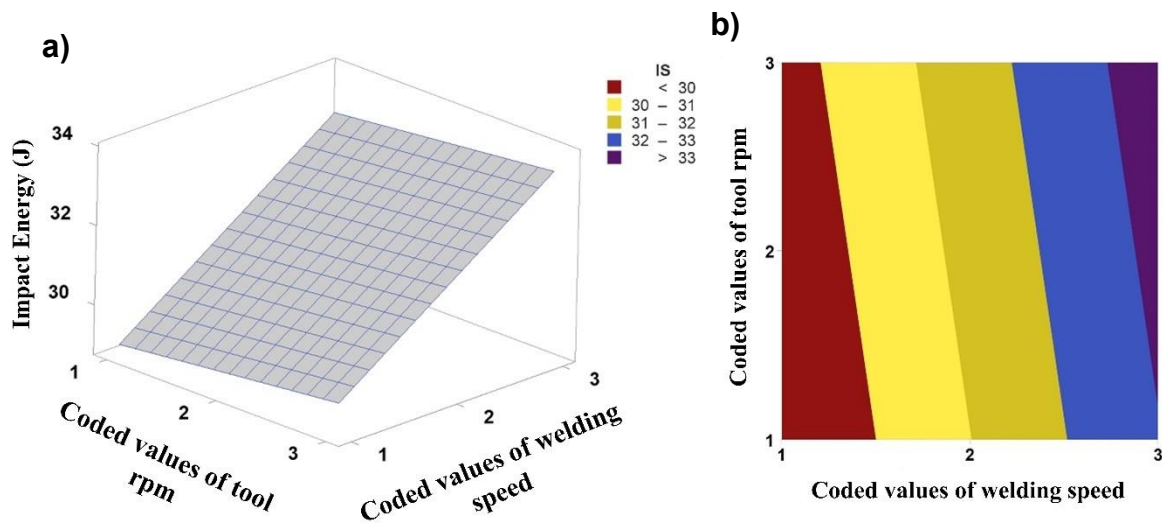 a)
Impact Energy (J)
34
32
30
1
2
3
Coded values of tool
rpm
1
2
3
Coded values of welding
speed
IS
< 30
30 – 31
31 – 32
32 – 33
> 33
b)
Coded values of tool rpm
3
2
1
1
2
3
Coded values of welding speed